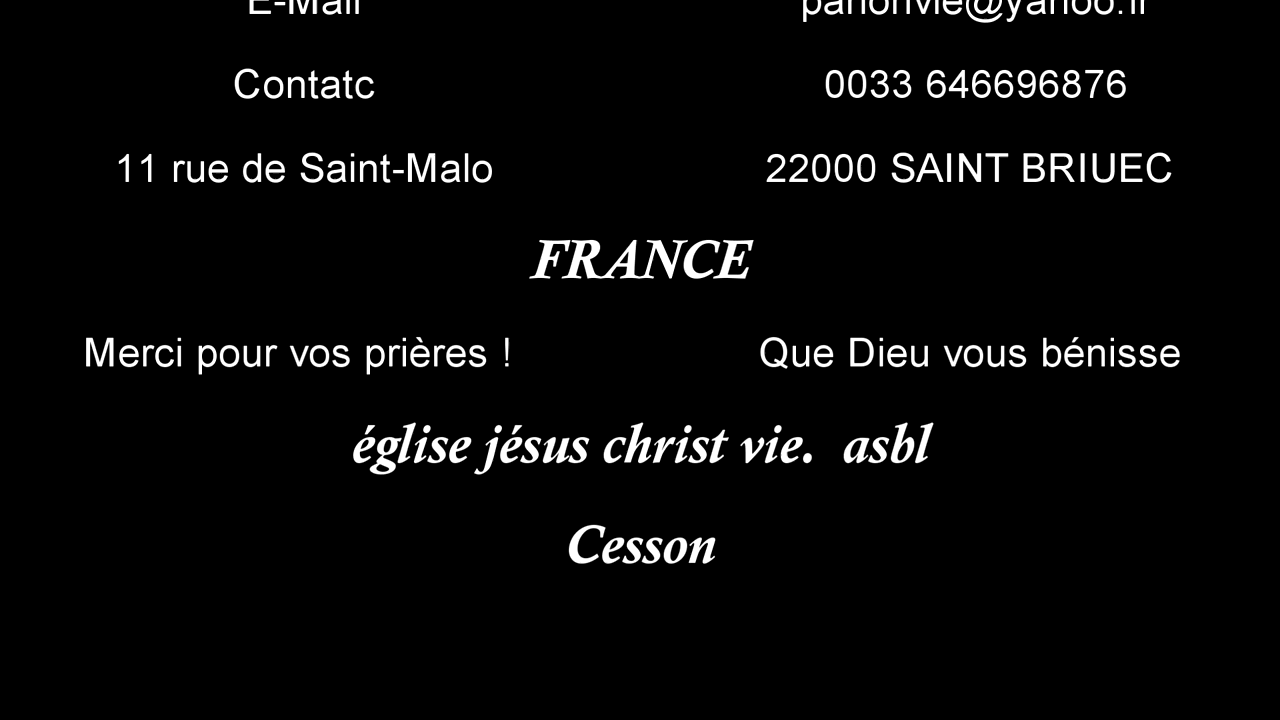 E-Mail
Contatc 0033 646696876
11 rue de Saint-Malo 22000 SAINT BRIUEC
FRANCE
Merci pour vos prières ! Que Dieu vous bénisse
église jésus christ vie. asbl
Cesson